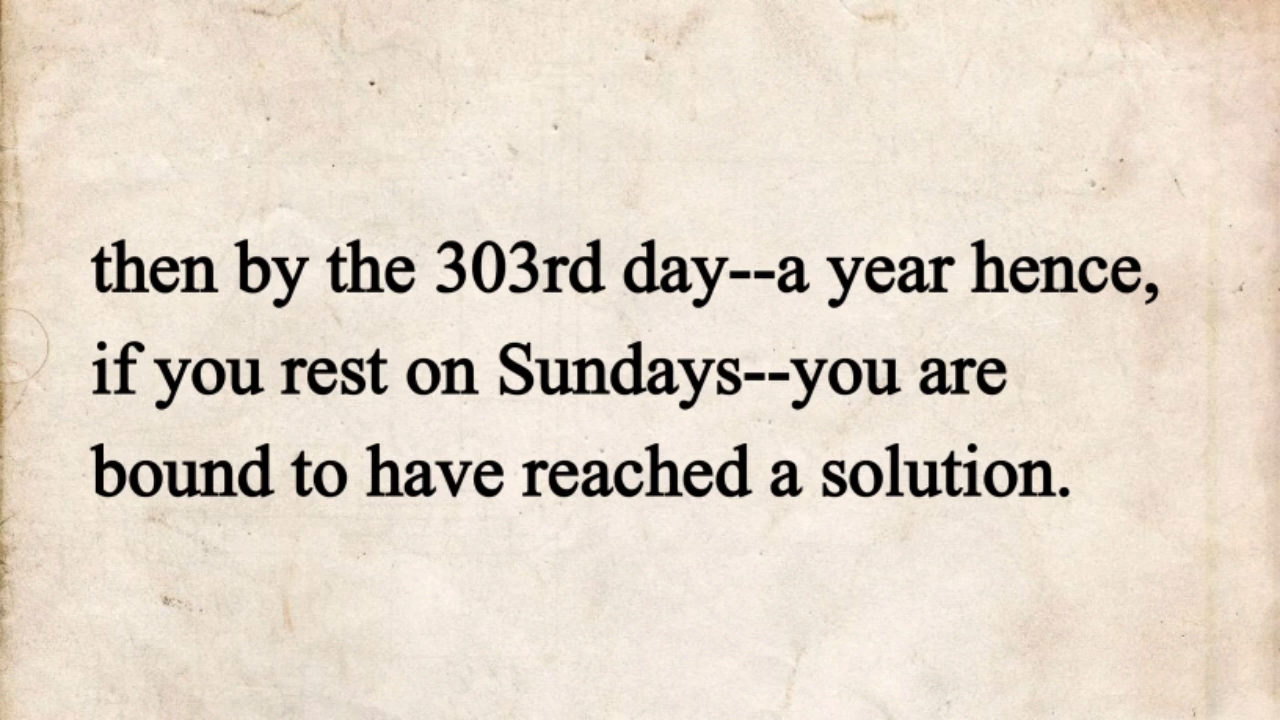 then by the 303rd day--a year hence,
if you rest on Sundays--you are
bound to have reached a solution.